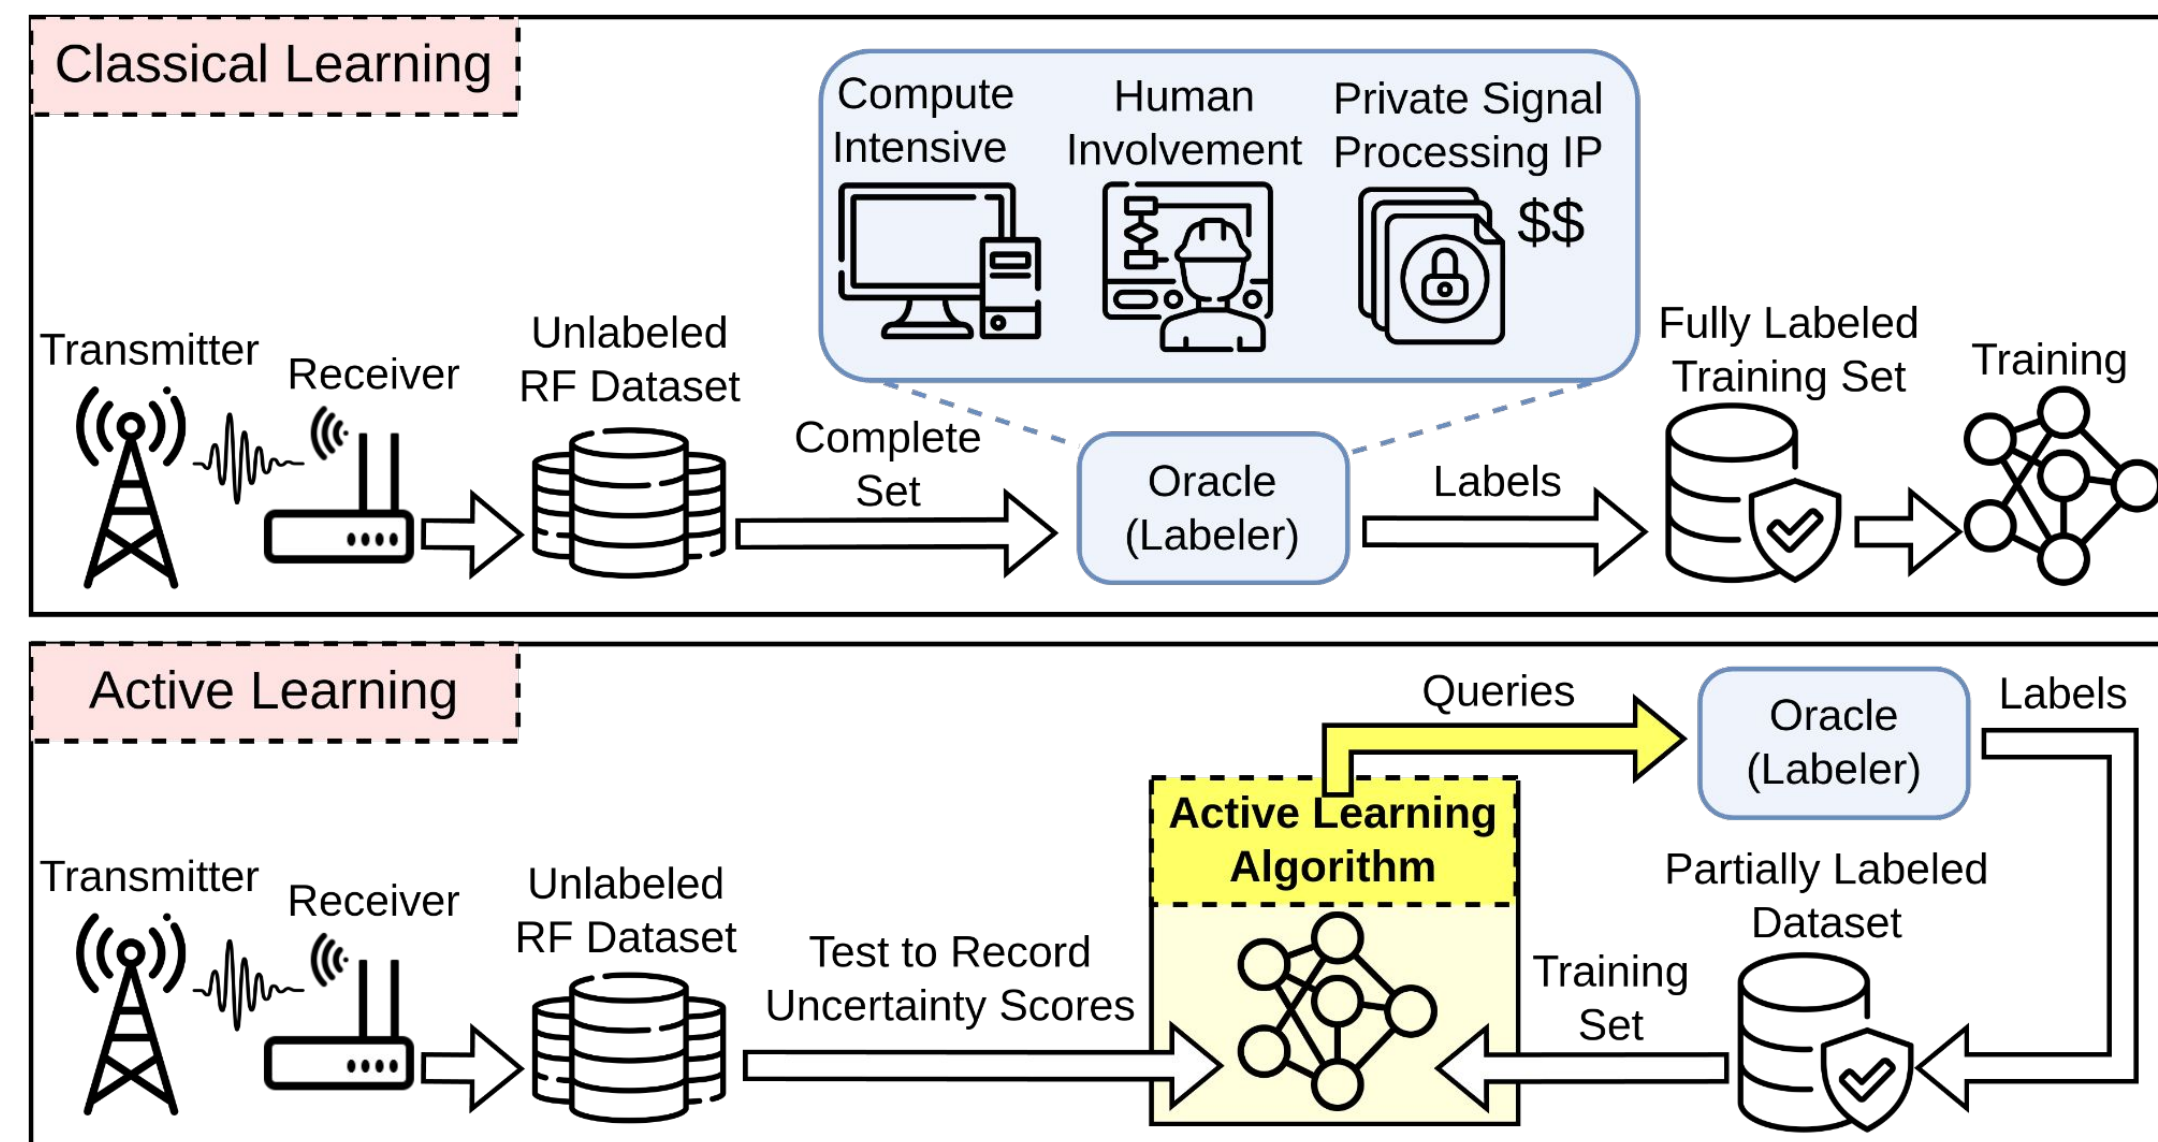 Classical Learning
Compute
Intensive
Human
Involvement
Private Signal
Processing IP
$$
Transmitter
Receiver
Unlabeled
RF Dataset
Complete
Set
Oracle
(Labeler)
Labels
Fully Labeled
Training Set
Training
Active Learning
Transmitter
Receiver
Unlabeled
RF Dataset
Test to Record
Uncertainty Scores
Active Learning
Algorithm
Queries
Oracle
(Labeler)
Labels
Partially Labeled
Dataset
Training
Set